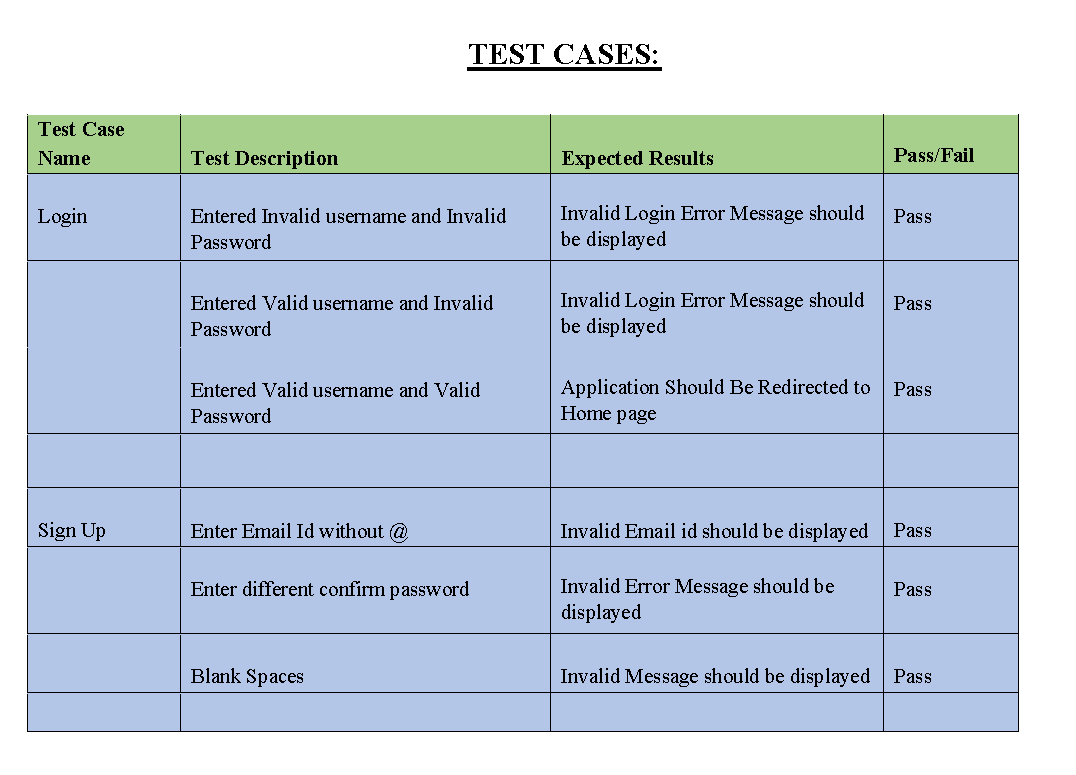 TEST CASES:
Test Case
Name
Test Description
Expected Results
Pass/Fail
Login
Entered Invalid username and Invalid
Password
Invalid Login Error Message should
be displayed
Pass
Entered Valid username and Invalid
Password
Invalid Login Error Message should
be displayed
Pass
Entered Valid username and Valid
Password
Application Should Be Redirected to
Home page
Pass
Sign Up
Enter Email Id without @
Invalid Email id should be displayed
Pass
Enter different confirm password
Invalid Error Message should be
displayed
Pass
Blank Spaces
Invalid Message should be displayed
Pass